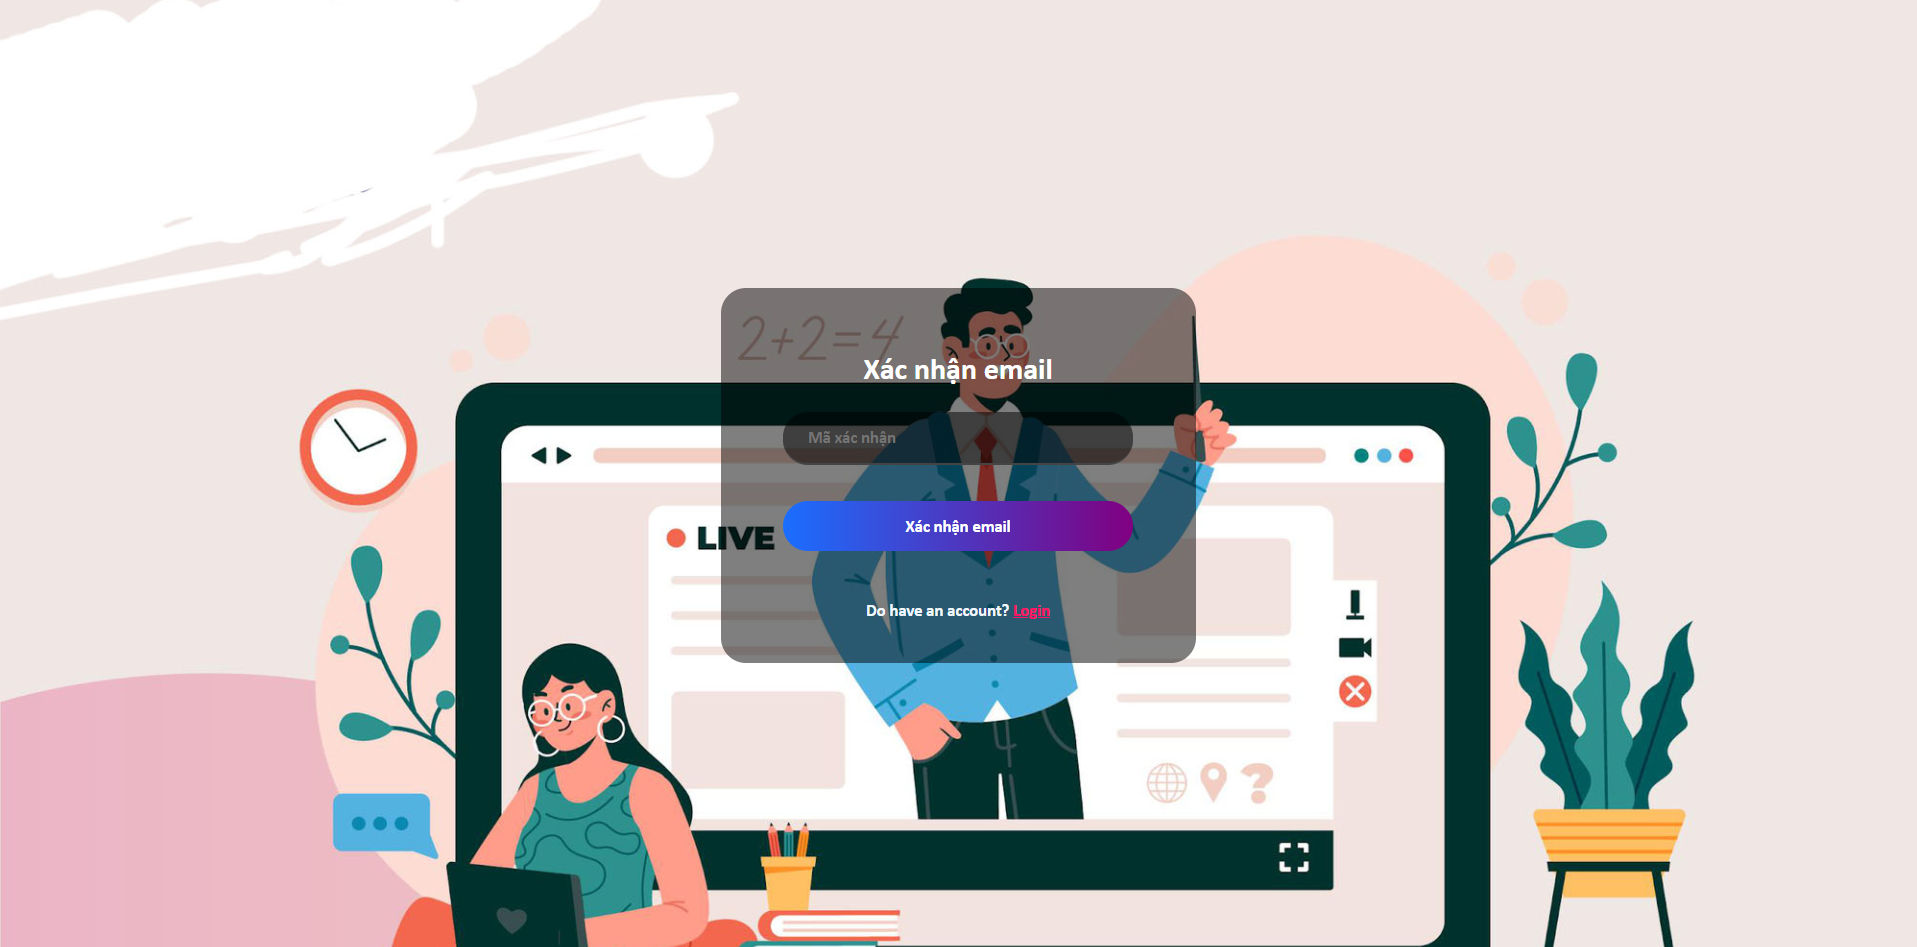 2+2=4
Xác nhận email
Mã xác nhận
Xác nhận email
LIVE
Do have an account? Login